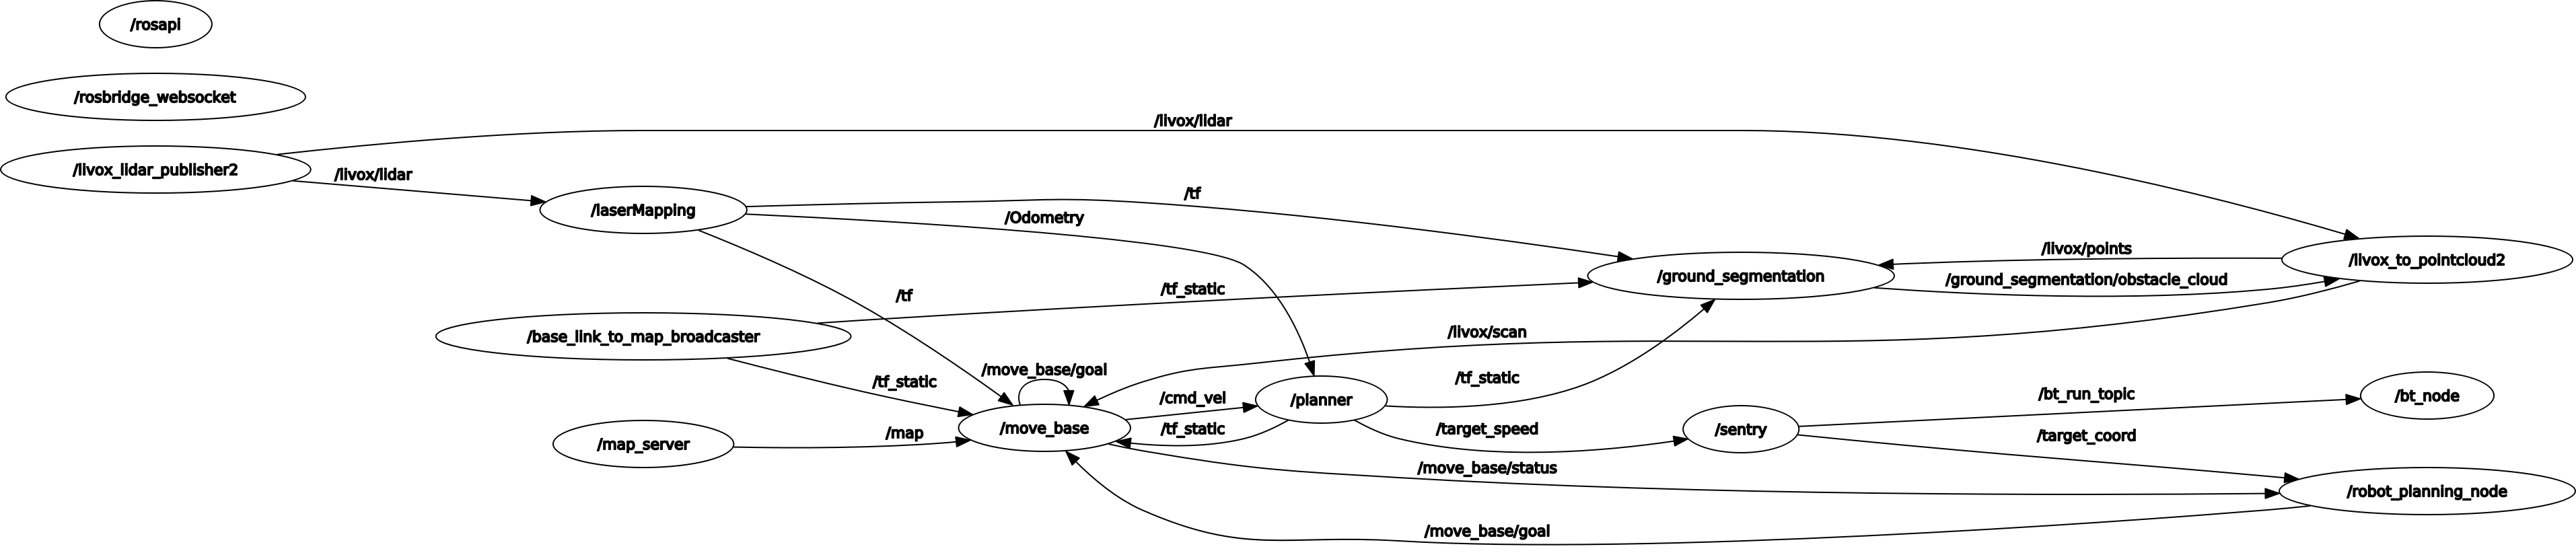 /rosapi
/rosbridge_websocket
/livox/lidar
/livox_lidar_publisher2
/livox/lidar
/tf
/laserMapping
/Odometry
/livox/points
/livox_to_pointcloud2
/ground_segmentation
/ground_segmentation/obstacle_cloud
/tf
/tf_static
/base_link_to_map_broadcaster
/livox/scan
/move_base/goal
/tf_static
/tf_static
/cmd_vel
/planner
/bt_run_topic
/bt_node
/move_base
/tf_static
/target_speed
/sentry
/map
/map_server
/target_coord
/move_base/status
/robot_planning_node
/move_base/goal